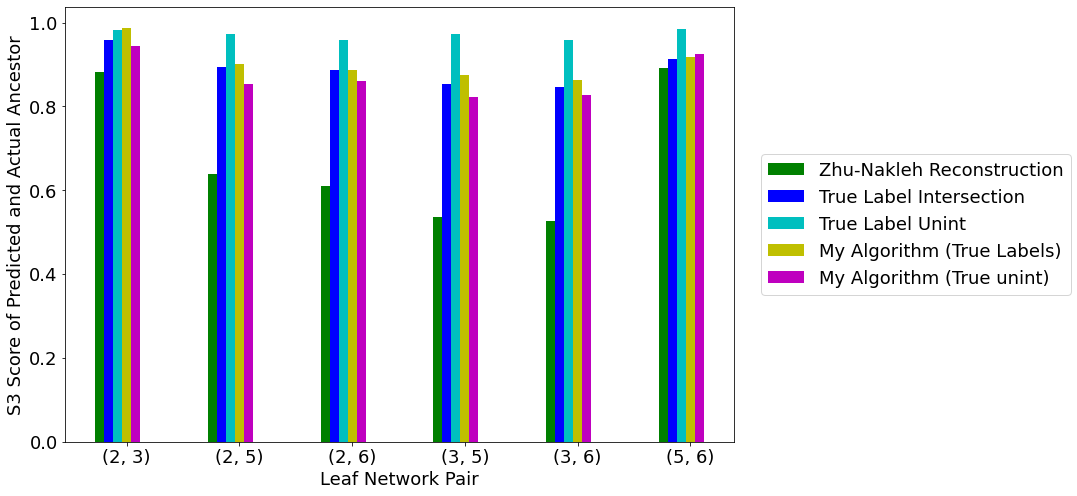 S3 Score of Predicted and Actual Ancestor
1.0
0.8
0.6
0.4
0.2
0.0
(2, 3) (2, 5) (2, 6) (3, 5) (3, 6) (5, 6)
Leaf Network Pair
Zhu-Nakleh Reconstruction
True Label Intersection
True Label Unint
My Algorithm (True Labels)
My Algorithm (True unint)